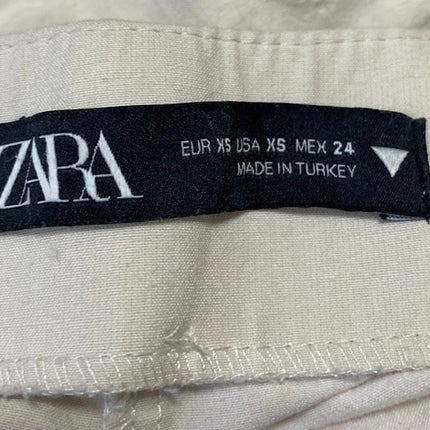 ZARA
EUR XS USA XS MEX 24
MADE IN TURKEY